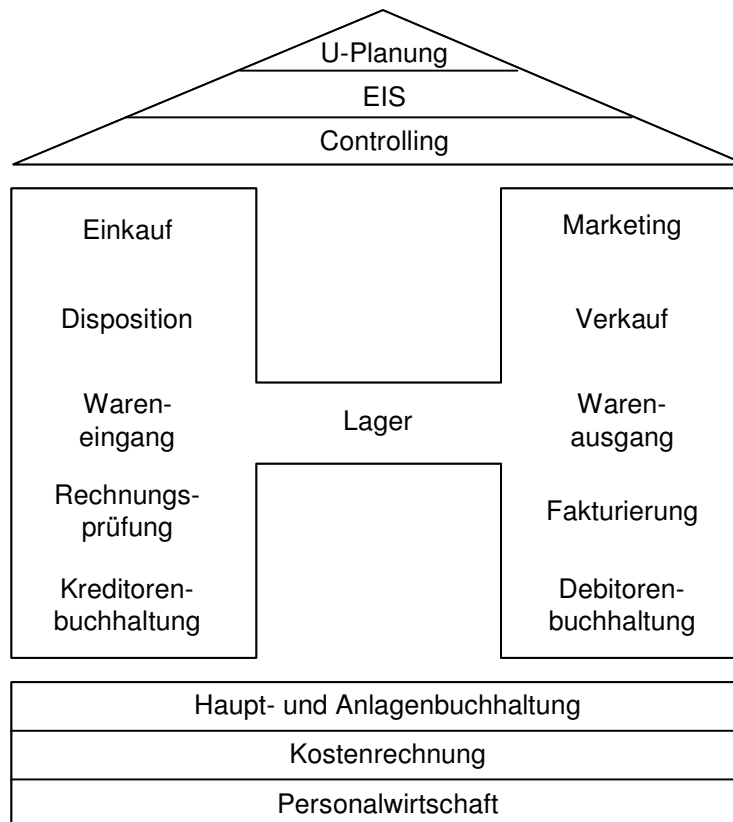 U-Planung
EIS
Controlling
Einkauf
Disposition
Waren-
eingang
Rechnungs-
prüfung
Kreditoren-
buchhaltung
Lager
Marketing
Verkauf
Waren-
ausgang
Fakturierung
Debitoren-
buchhaltung
Haupt- und Anlagenbuchhaltung
Kostenrechnung
Personalwirtschaft